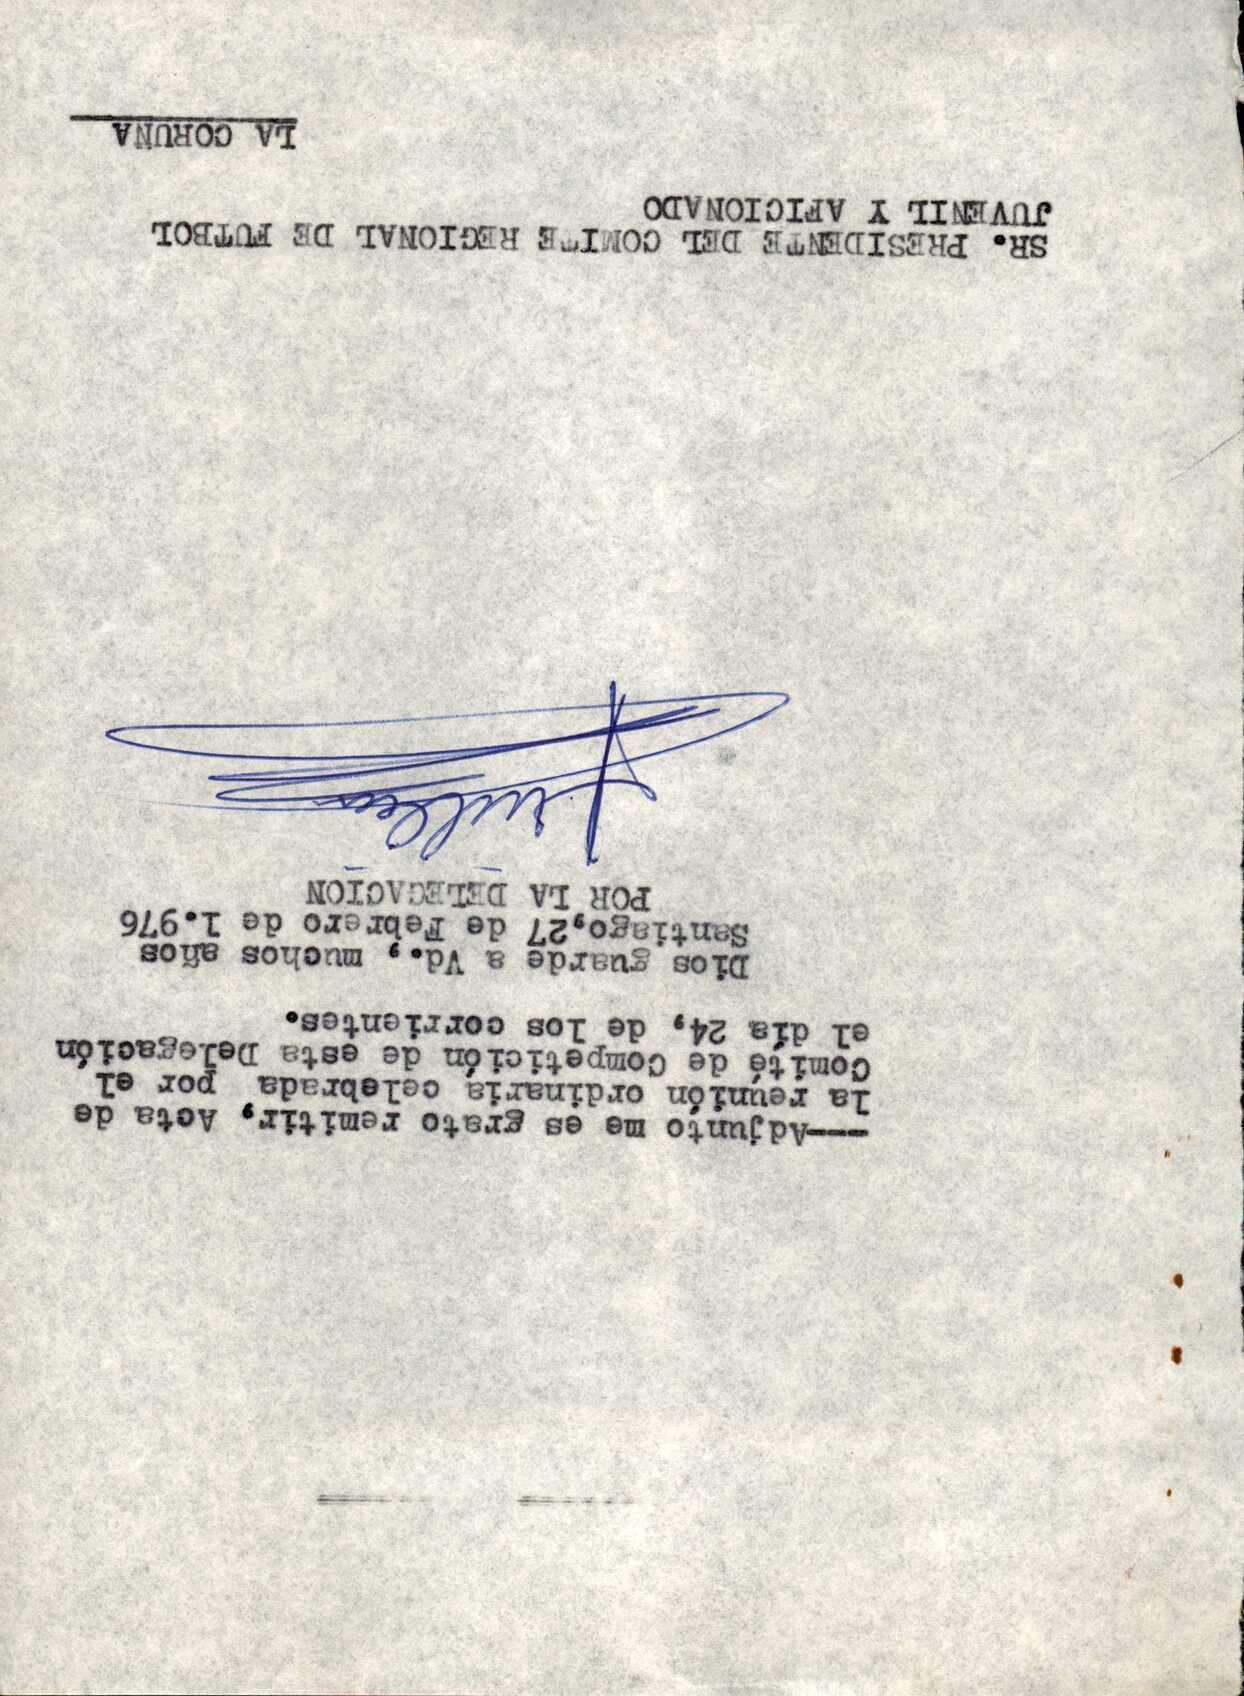 ---Adjunto me es grato remitir, Acta de
la reunión ordinaria celebrada por el
Comité de Competición de esta Delegación
el día 24, de los corrientes.
Dios guarde a Vd., muchos años
Santiago,27 de Febrero de 1.976
POR LA DELEGACION
SR. PRESIDENTE DEL COMITE REGIONAL DE FUTBOL
JUVENIL Y AFICIONADO
LA CORUNA